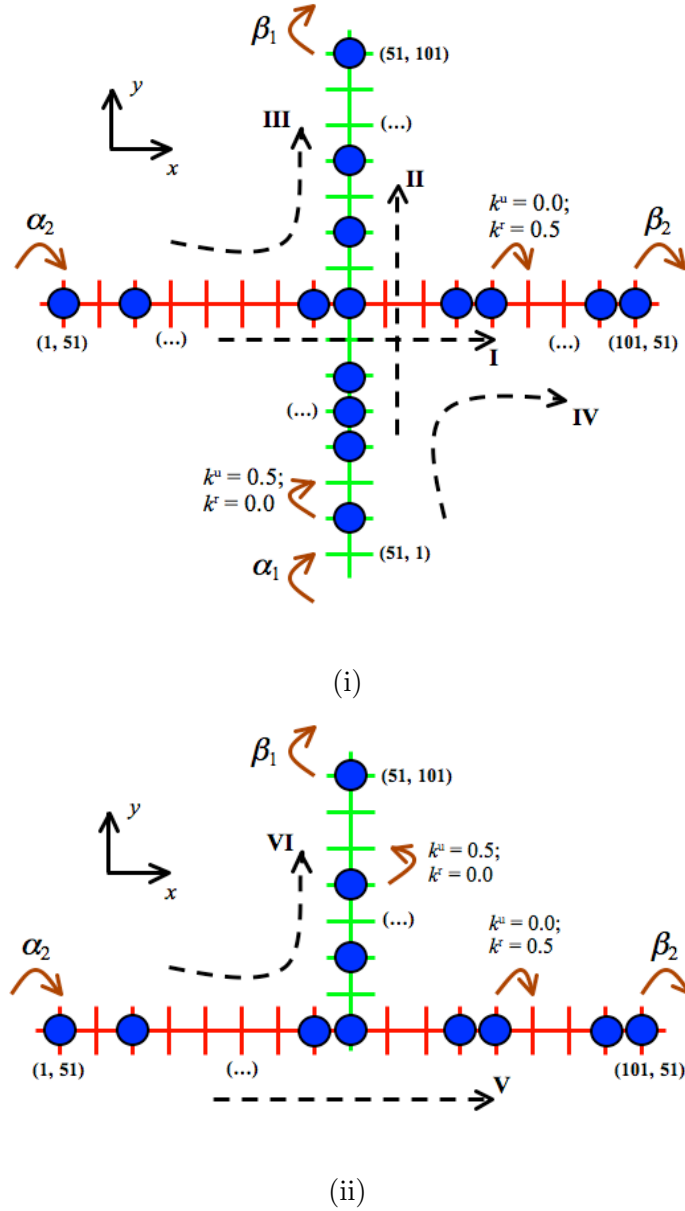 β₁
(51, 101)
y
III
(...)
x
II
kᵘ = 0.0;
kʳ = 0.5
α₂
β₂
(1, 51)
(...)
I
(...)
(101, 51)
(...)
IV
kᵘ = 0.5;
kʳ = 0.0
α₁
(51, 1)
(i)
β₁
(51, 101)
y
VI
kᵘ = 0.5;
kʳ = 0.0
x
(...)
kᵘ = 0.0;
kʳ = 0.5
α₂
β₂
(1, 51)
(...)
V
(101, 51)
(ii)